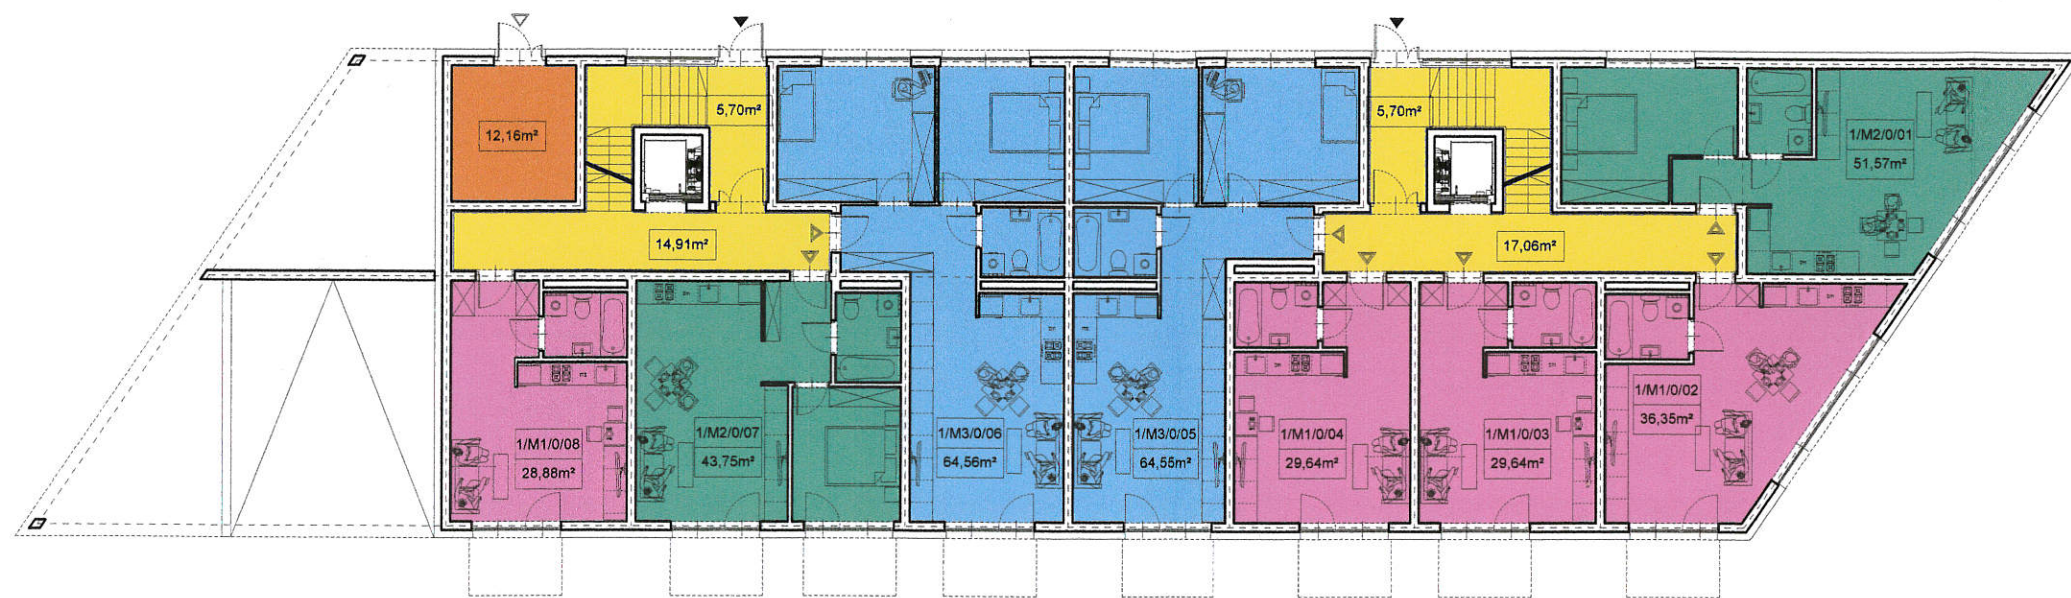 12,16m²
5,70m²
5,70m²
1/M2/0/01
51,57m²
14,91m²
17,06m²
1/M1/0/08
28,88m²
1/M2/0/07
43,75m²
1/M3/0/06
64,56m²
1/M3/0/05
64,55m²
1/M1/0/04
29,64m²
1/M1/0/03
29,64m²
1/M1/0/02
36,35m²